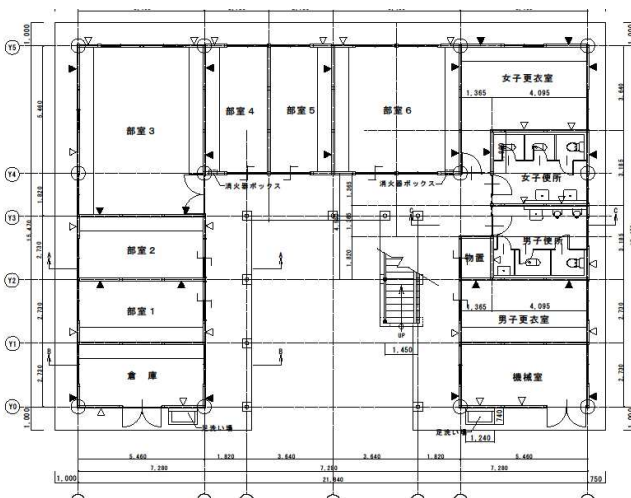 1,000
Y5
女子更衣室
3,640
1,365
4,095
部室4
部室5
部室6
5,460
部室3
女子便所
3,185
Y4
消火器ボックス
消火器ボックス
1,820
1,365
Y3
C
C
男子便所
3,185
部室2
物置
2,730
A
A
1,820
Y2
1,365
4,095
部室1
男子更衣室
2,730
2,730
UP
Y1
1,450
B
B
倉庫
機械室
2,730
2,730
740
Y0
足洗い場
足洗い場
1,240
1,000
1,000
5,460
1,820
3,640
3,640
1,820
5,460
7,280
7,280
7,280
1,000
21,840
750